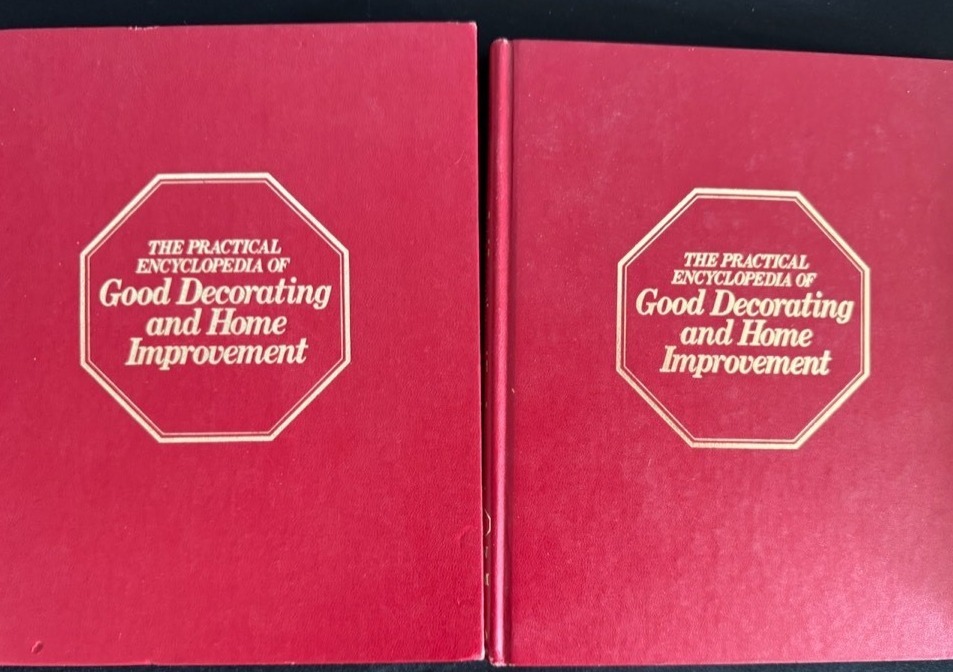 THE PRACTICAL
ENCYCLOPEDIA OF
Good Decorating
and Home
Improvement
THE PRACTICAL
ENCYCLOPEDIA OF
Good Decorating
and Home
Improvement